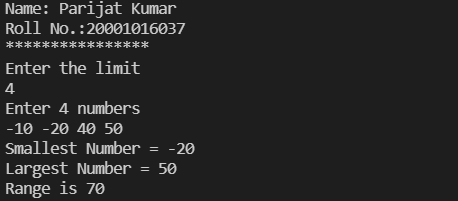 Name: Parijat Kumar
Roll No.:20001016037
****************
Enter the limit
4
Enter 4 numbers
-10 -20 40 50
Smallest Number = -20
Largest Number = 50
Range is 70